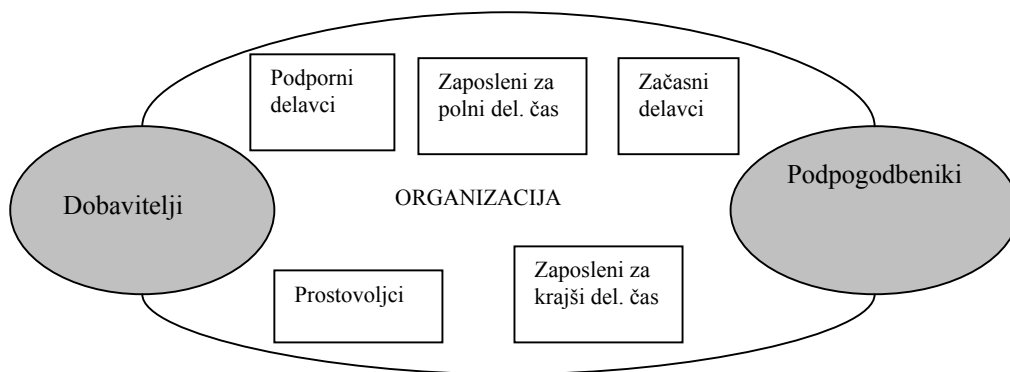 Podporni
delavci
Zaposleni za
polni del. čas
Začasni
delavci
Dobavitelji
ORGANIZACIJA
Podpogodbeniki
Prostovoljci
Zaposleni za
krajši del. čas